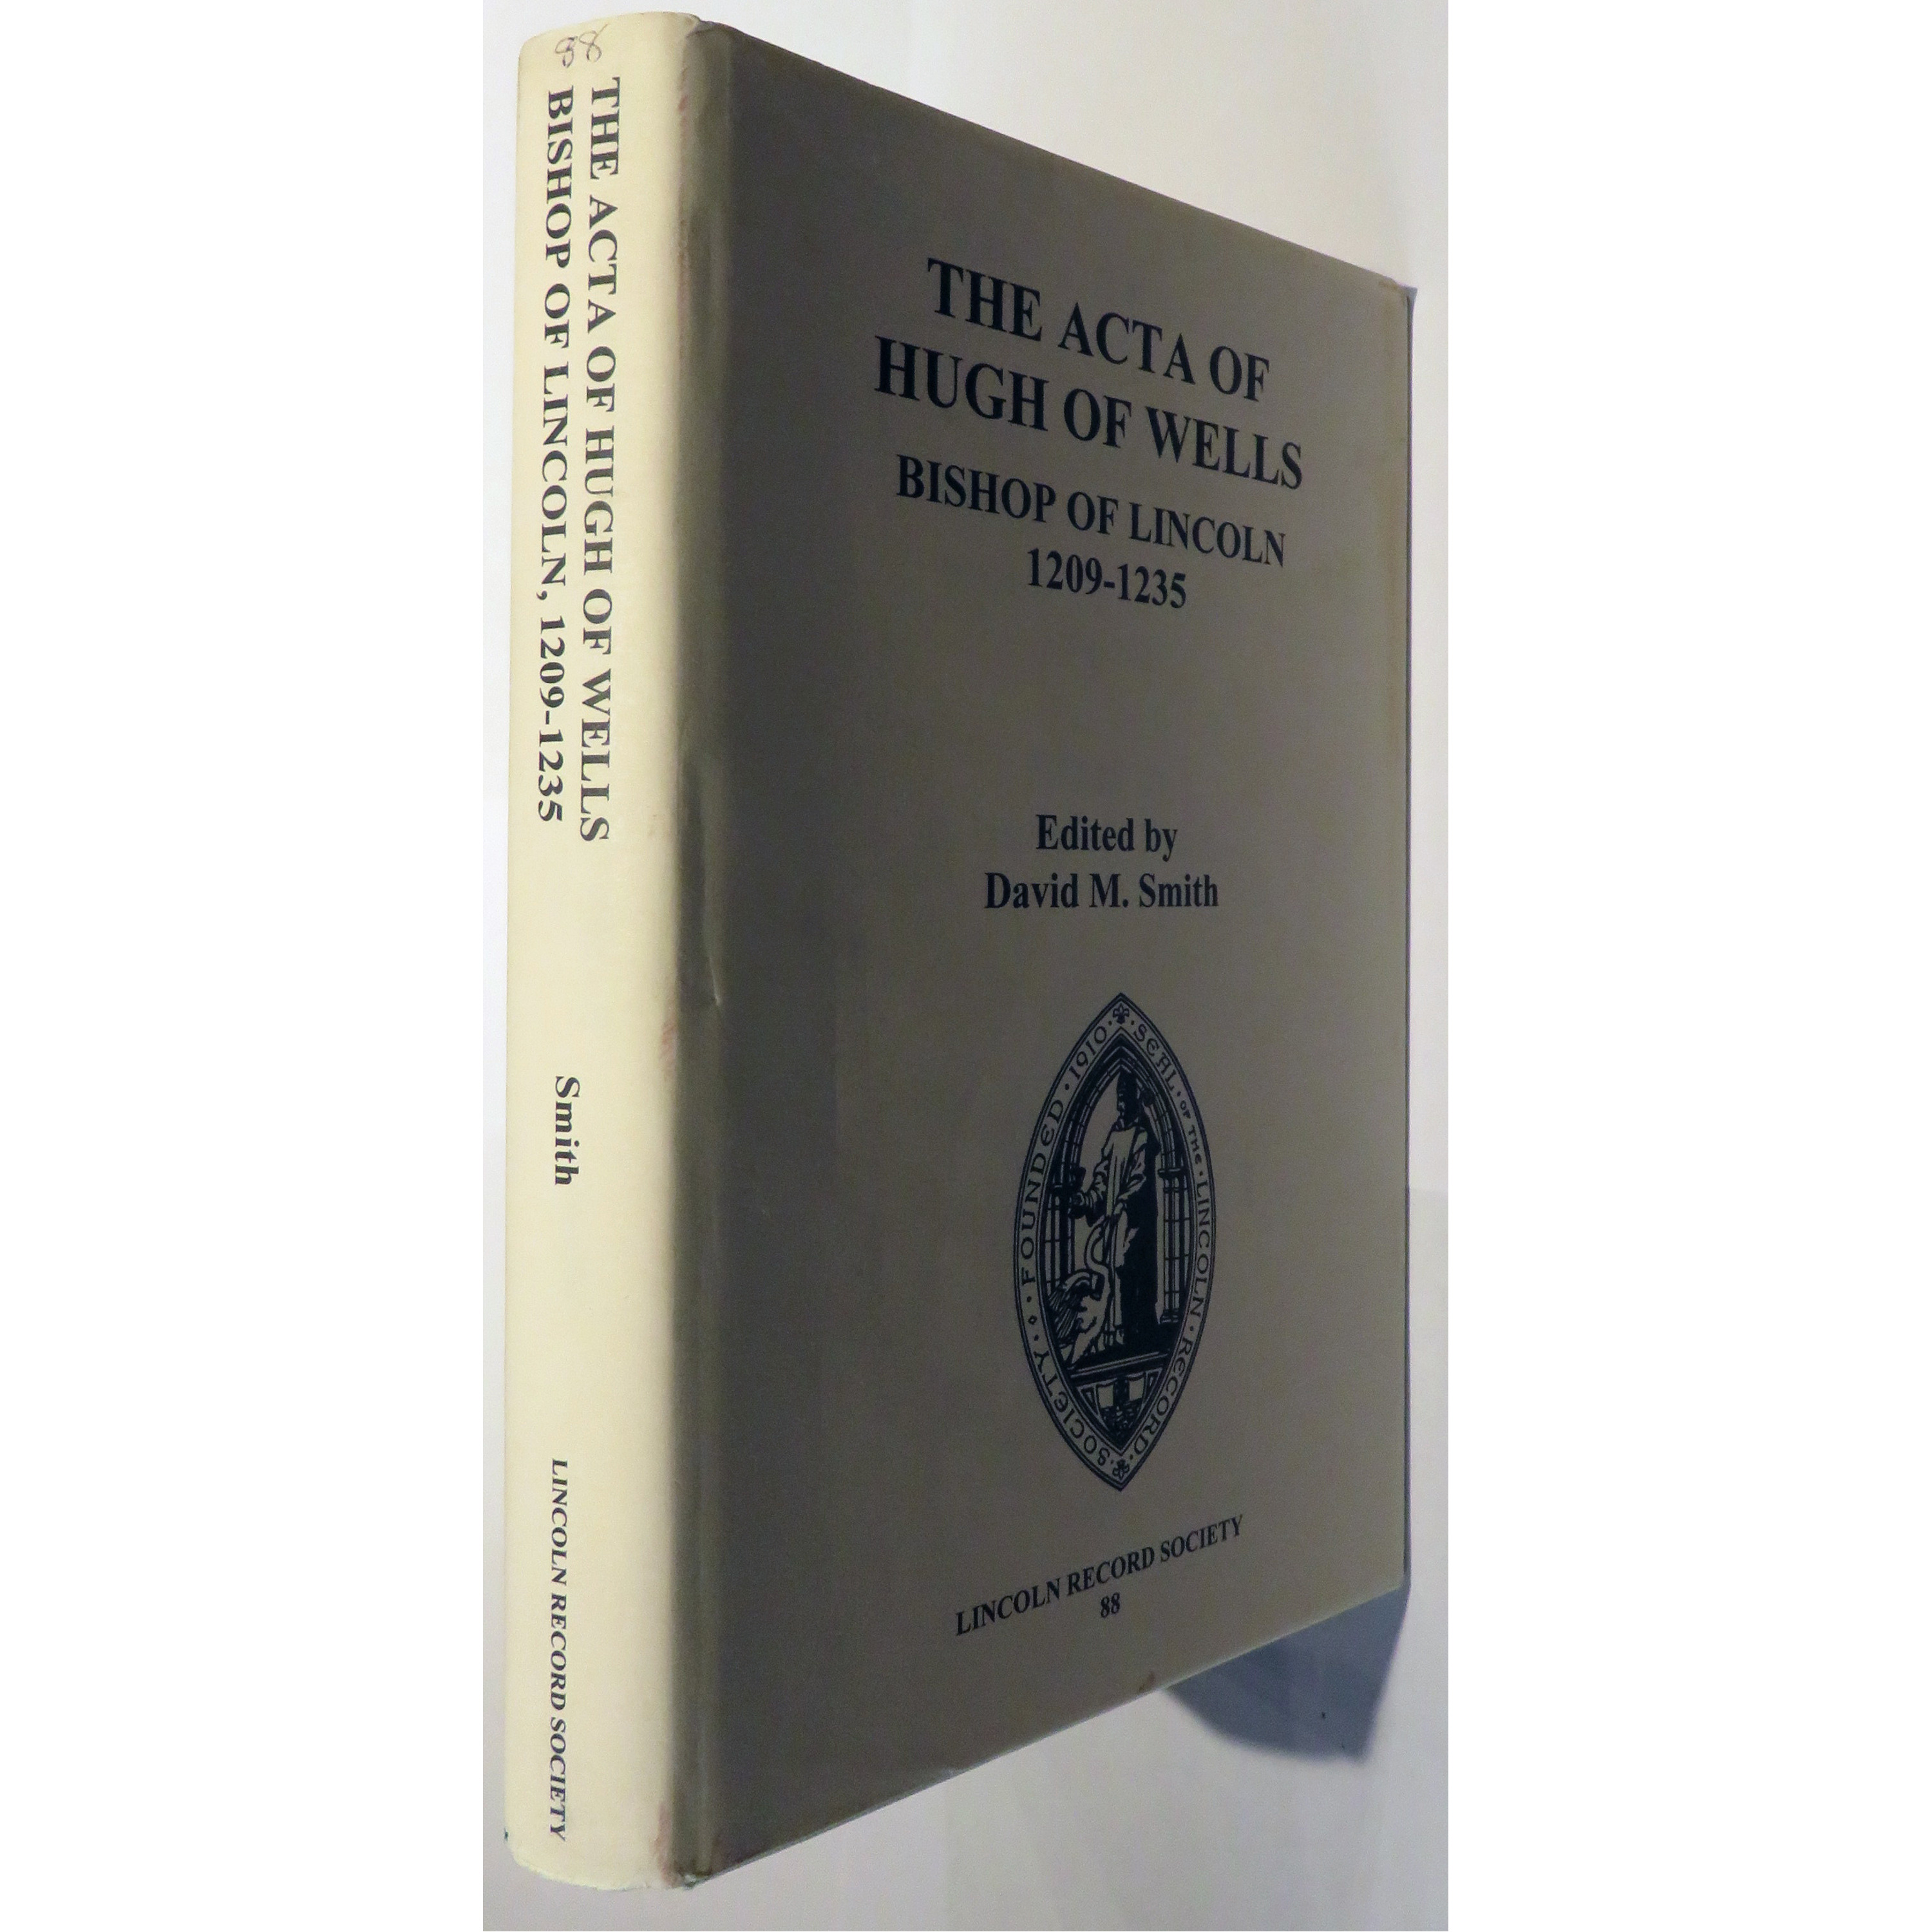 88
THE ACTA OF HUGH OF WELLS
BISHOP OF LINCOLN, 1209-1235
Smith
LINCOLN RECORD SOCIETY
THE ACTA OF
HUGH OF WELLS
BISHOP OF LINCOLN
1209-1235
Edited by
David M. Smith
SEAL · OF · THE · LINCOLN · RECORD · SOCIETY · FOUNDED · 1910
LINCOLN RECORD SOCIETY
88